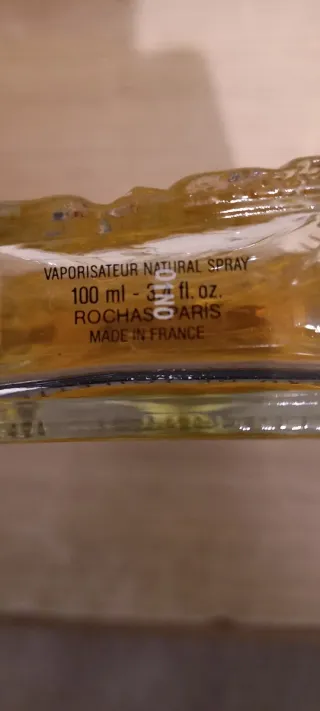 VAPORISATEUR NATURAL SPRAY
100 ml - 3.4 fl. oz.
ROCHAS PARIS
MADE IN FRANCE